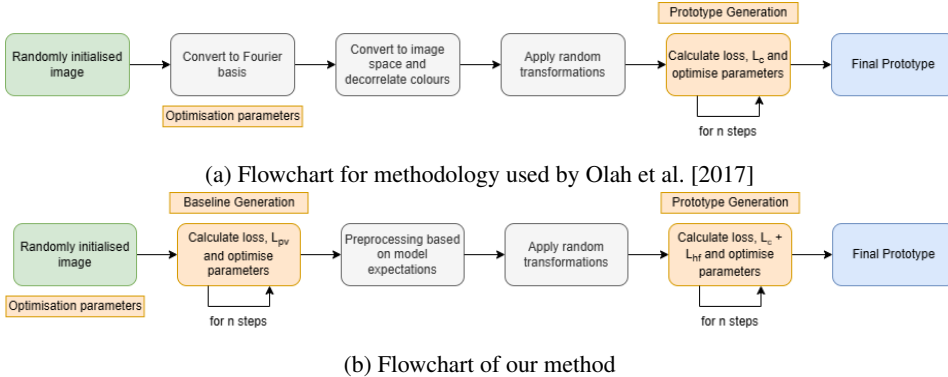 Prototype Generation
Randomly initialised
image
Convert to Fourier
basis
Convert to image
space and
decorrelate colours
Apply random
transformations
Calculate loss, L_c and
optimise parameters
Final Prototype
Optimisation parameters
for n steps
(a) Flowchart for methodology used by Olah et al. [2017]
Baseline Generation
Prototype Generation
Randomly initialised
image
Calculate loss, L_pv
and optimise
parameters
Preprocessing based
on model
expectations
Apply random
transformations
Calculate loss, L_c +
L_hf and optimise
parameters
Final Prototype
Optimisation parameters
for n steps
for n steps
(b) Flowchart of our method